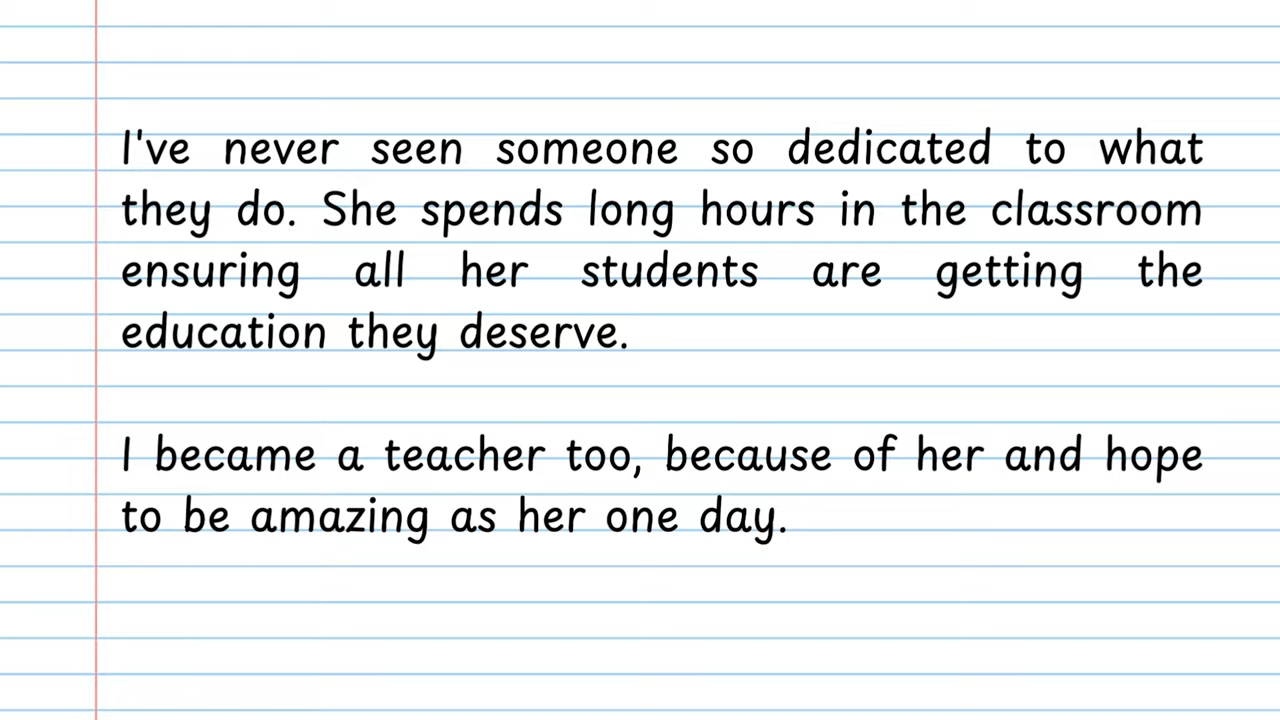 I've never seen someone so dedicated to what
they do. She spends long hours in the classroom
ensuring all her students are getting the
education they deserve.
I became a teacher too, because of her and hope
to be amazing as her one day.